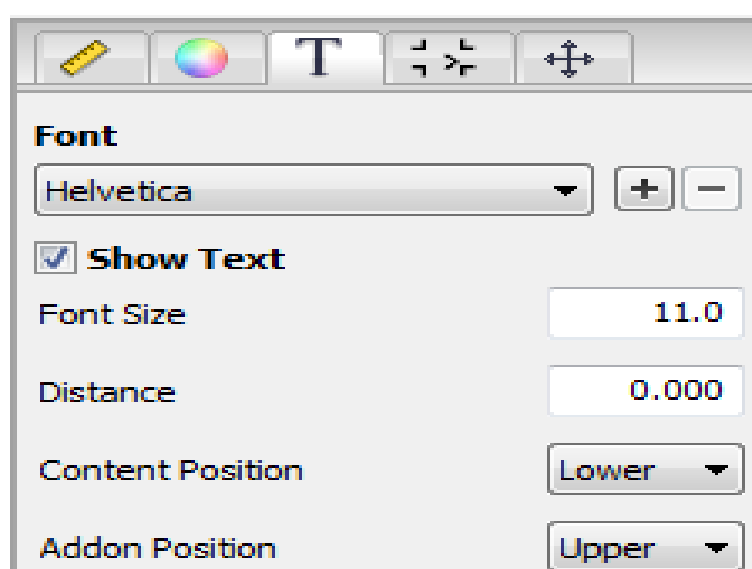 T
Font
Helvetica
Show Text
Font Size 11.0
Distance 0.000
Content Position Lower
Addon Position Upper